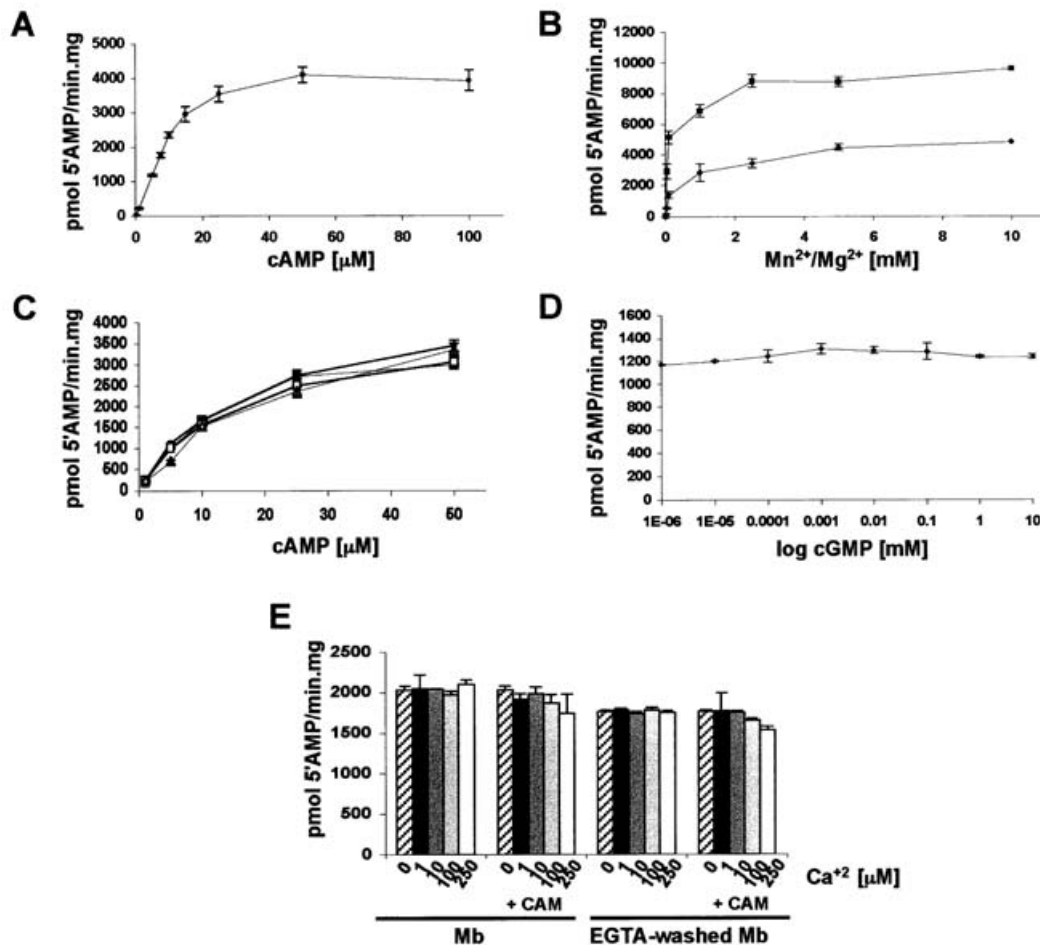 A
pmol 5'AMP/min.mg
5000
4000
3000
2000
1000
0
0 20 40 60 80 100
cAMP [μM]
B
pmol 5'AMP/min.mg
12000
10000
8000
6000
4000
2000
0
0 2 4 6 8 10
Mn²⁺/Mg²⁺ [mM]
C
pmol 5'AMP/min.mg
4000
3500
3000
2500
2000
1500
1000
500
0
0 10 20 30 40 50
cAMP [μM]
D
pmol 5'AMP/min.mg
1600
1400
1200
1000
800
600
400
200
0
1E-06 1E-05 0.0001 0.001 0.01 0.1 1 10
log cGMP [mM]
E
pmol 5'AMP/min.mg
2500
2000
1500
1000
500
0
0 1 10 100 250 0 1 10 100 250 0 1 10 100 250 0 1 10 100 250
Ca⁺² [μM]
+ CAM + CAM
Mb EGTA-washed Mb